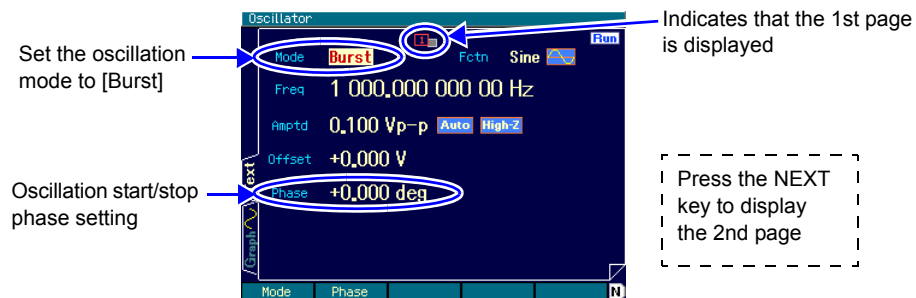 Oscillator
Indicates that the 1st page
is displayed
Set the oscillation
mode to [Burst]
1
Run
Mode Burst Fctn Sine
Freq 1 000.000 000 00 Hz
Amptd 0.100 Vp-p Auto High-Z
Offset +0.000 V
Phase +0.000 deg
Oscillation start/stop
phase setting
Text
Graph
Press the NEXT
key to display
the 2nd page
Mode Phase N